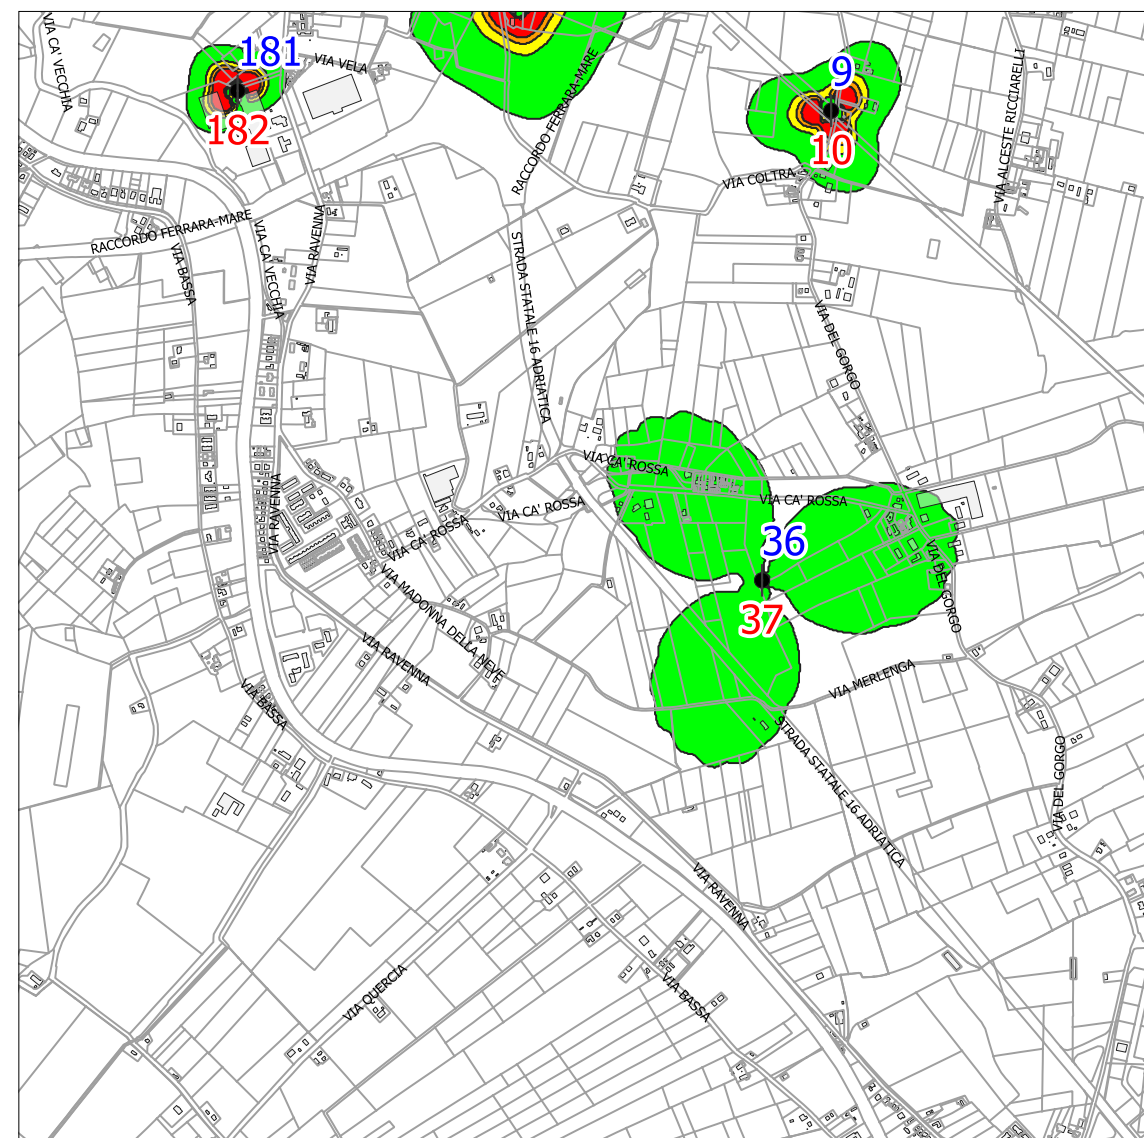 VIA CA' VECCHIA
181
VIA VELA
182
RACCORDO FERRARA-MARE
9
10
VIA COLTRA
VIA ALCESTE RICCIARELLI
RACCORDO FERRARA-MARE
VIA BASSA
VIA CA' VECCHIA
VIA RAVENNA
STRADA STATALE 16 ADRIATICA
VIA DEL GORGO
VIA CA' ROSSA
VIA CA' ROSSA
VIA CA' ROSSA
VIA CA' ROSSA
VIA RAVENNA
36
37
VIA DEL GORGO
VIA MADONNA DELLA NEVE
VIA RAVENNA
VIA MERLENGA
VIA BASSA
STRADA STATALE 16 ADRIATICA
VIA DEL GORGO
VIA RAVENNA
VIA QUERCIA
VIA BASSA